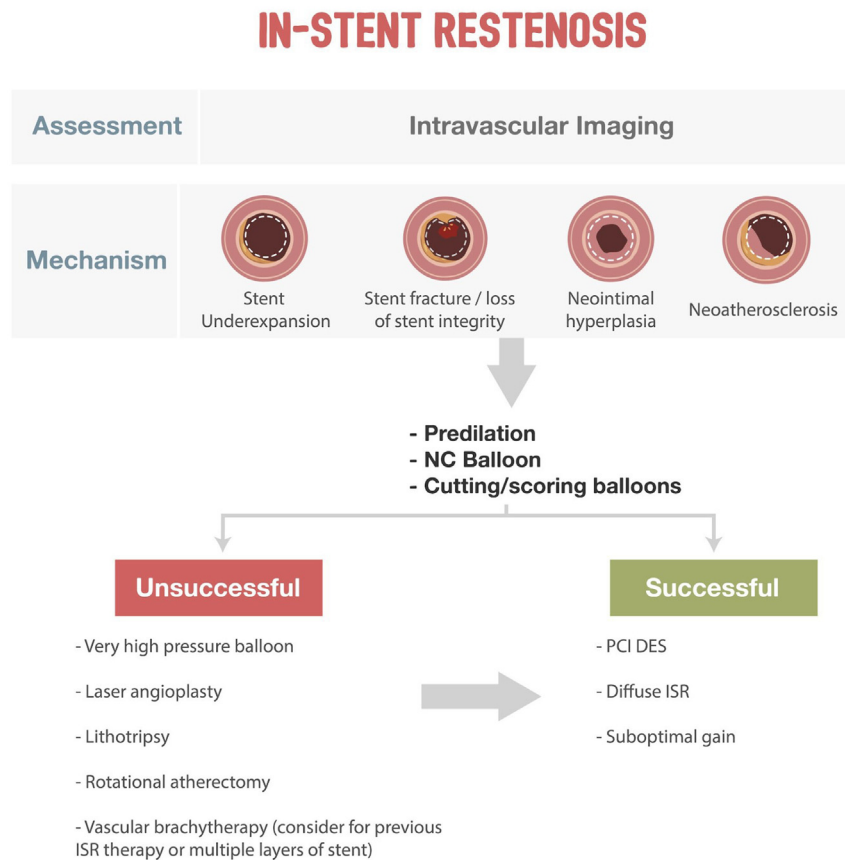 IN-STENT RESTENOSIS
Assessment
Intravascular Imaging
Mechanism
Stent
Underexpansion
Stent fracture / loss
of stent integrity
Neointimal
hyperplasia
Neoatherosclerosis
- Predilation
- NC Balloon
- Cutting/scoring balloons
Unsuccessful
- Very high pressure balloon
- Laser angioplasty
- Lithotripsy
- Rotational atherectomy
- Vascular brachytherapy (consider for previous
ISR therapy or multiple layers of stent)
Successful
- PCI DES
- Diffuse ISR
- Suboptimal gain